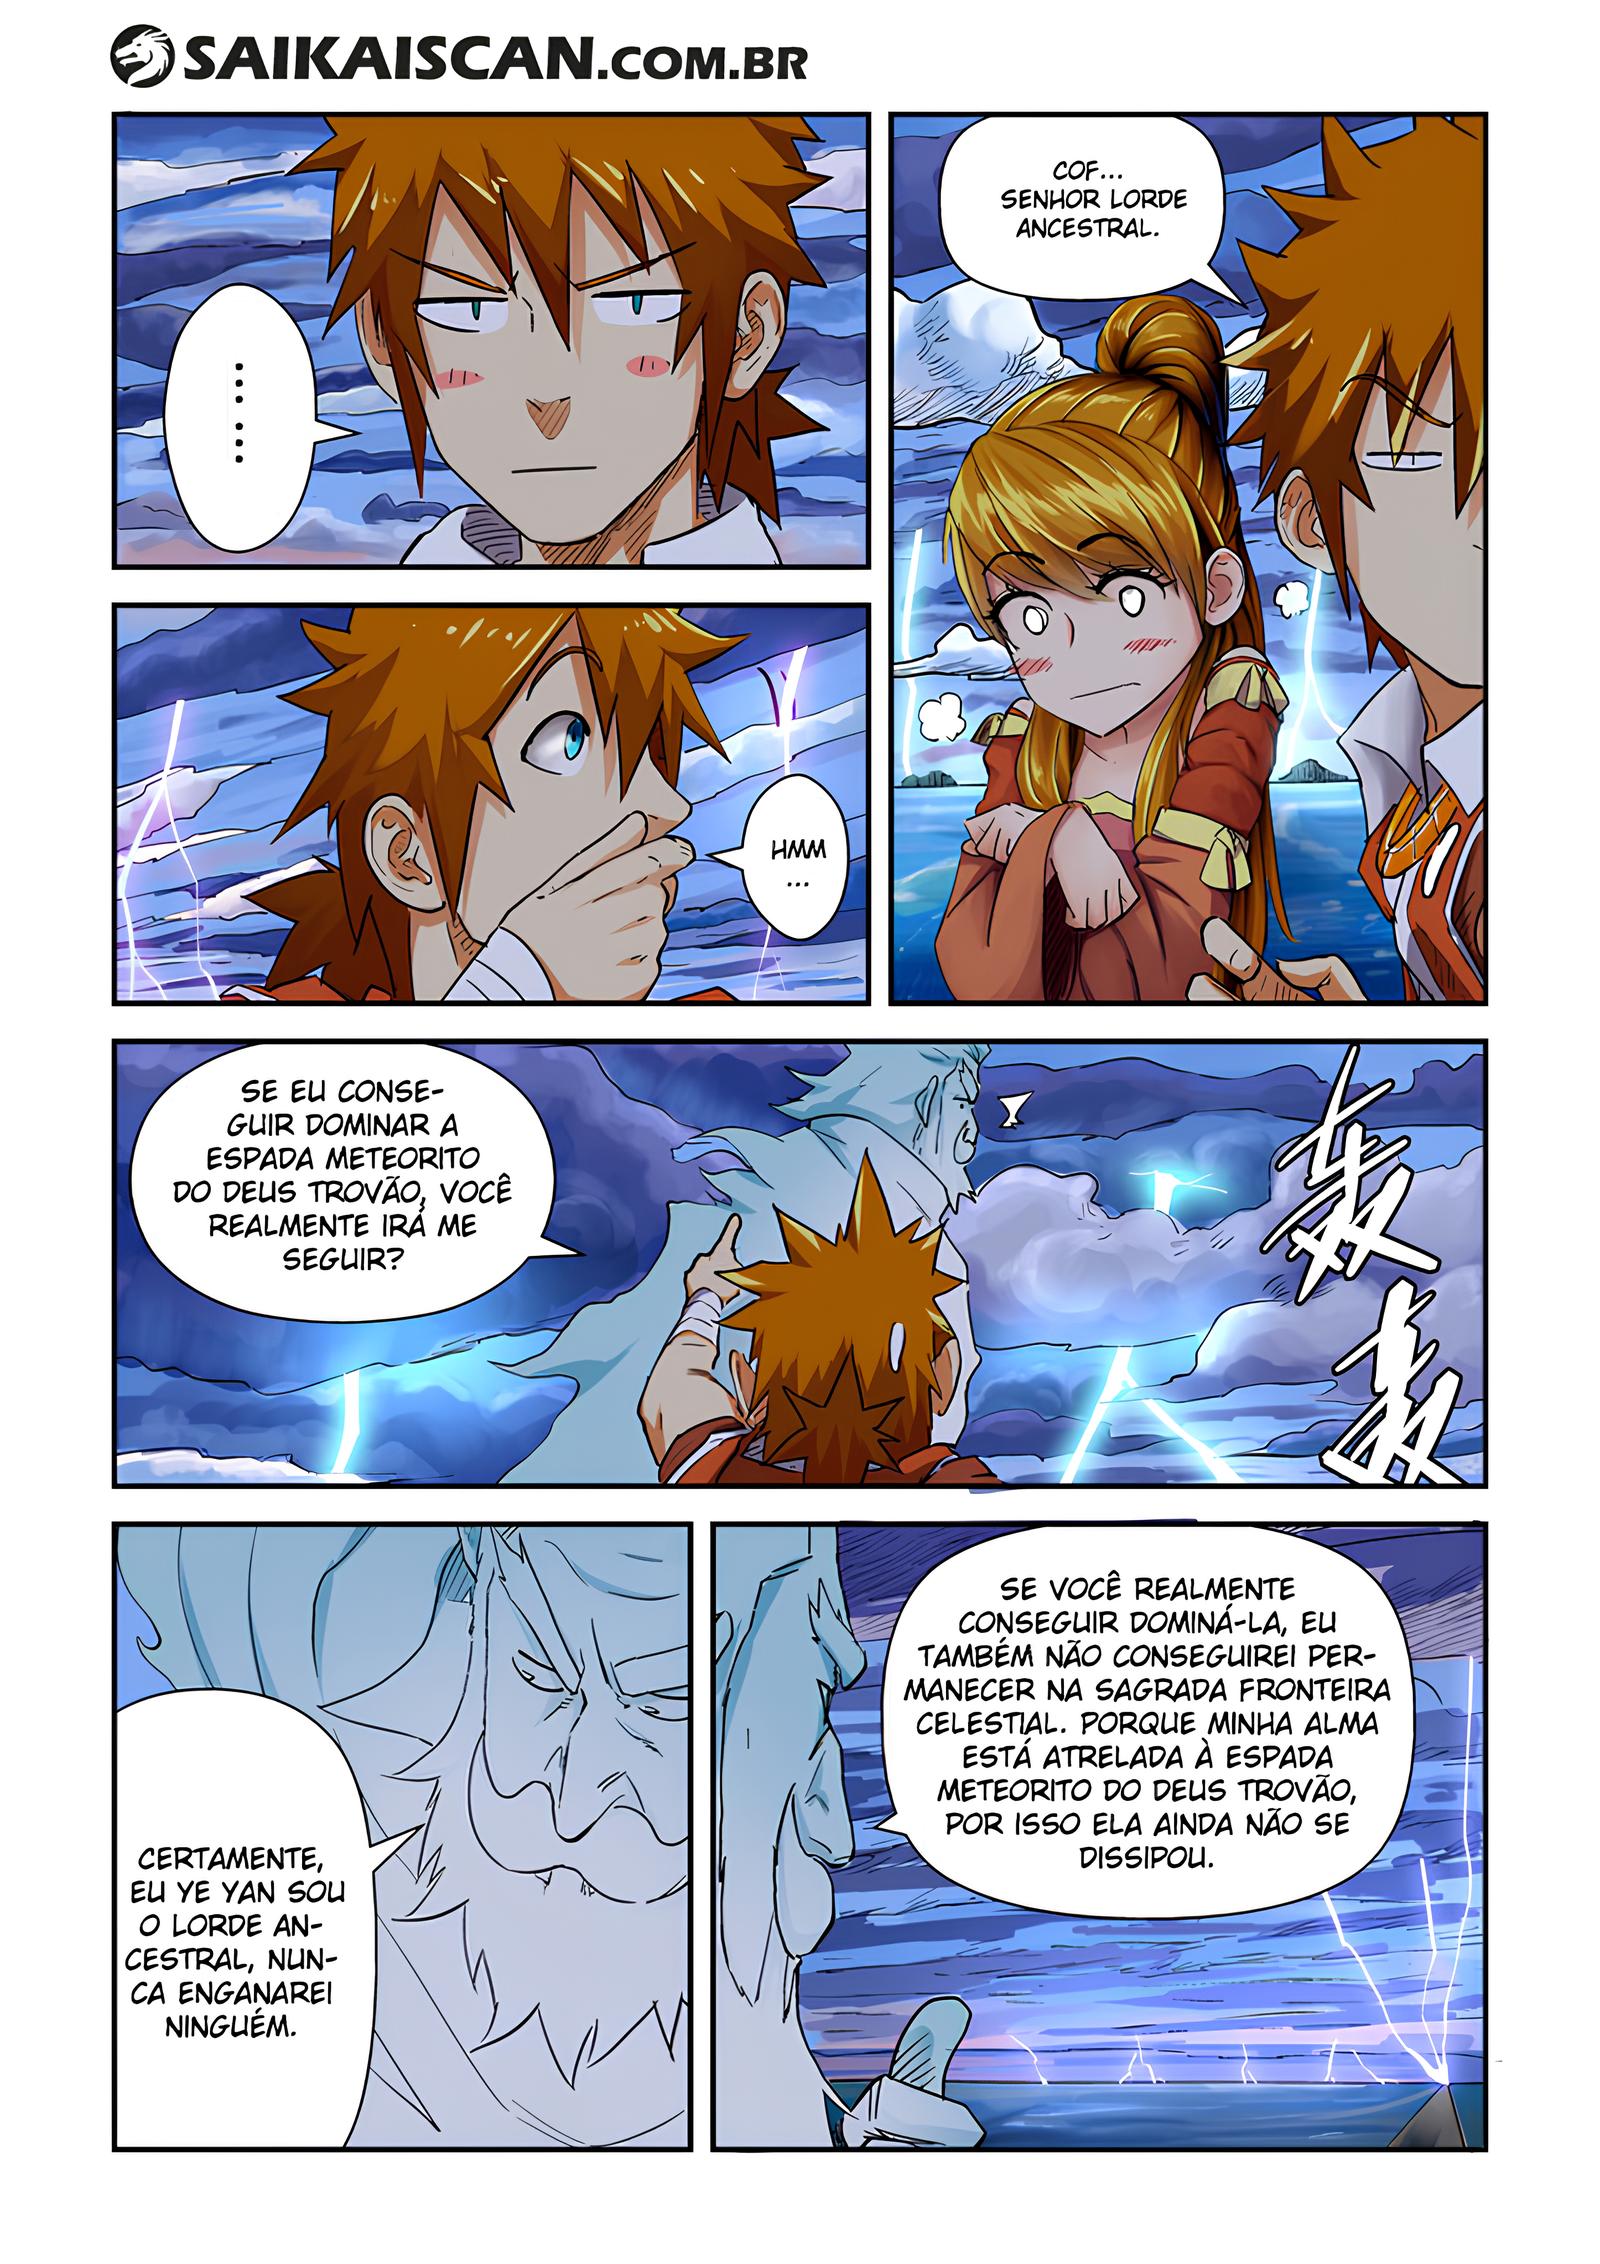 SAIKAISCAN.COM.BR
COF...
SENHOR LORDE
ANCESTRAL.
......
HMM
...
SE EU CONSE-
GUIR DOMINAR A
ESPADA METEORITO
DO DEUS TROVÃO, VOCÊ
REALMENTE IRÁ ME
SEGUIR?
SE VOCÊ REALMENTE
CONSEGUIR DOMINÁ-LA, EU
TAMBÉM NÃO CONSEGUIREI PER-
MANECER NA SAGRADA FRONTEIRA
CELESTIAL. PORQUE MINHA ALMA
ESTÁ ATRELADA À ESPADA
METEORITO DO DEUS TROVÃO,
POR ISSO ELA AINDA NÃO SE
DISSIPOU.
CERTAMENTE,
EU YE YAN SOU
O LORDE AN-
CESTRAL, NUN-
CA ENGANAREI
NINGUÉM.